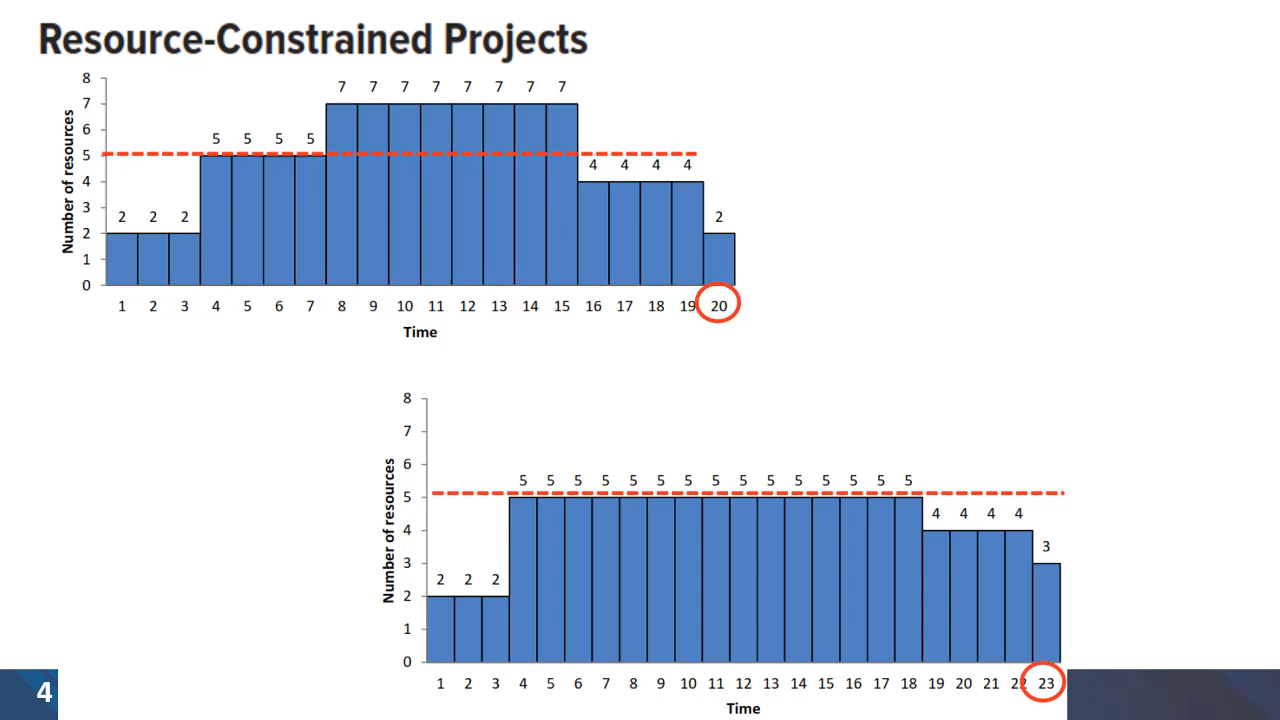 Resource-Constrained Projects
8
7 7 7 7 7 7 7 7
7
6
5 5 5 5
5
4 4 4 4
4
3
2 2 2
2
2
1
0
Number of resources
1 2 3 4 5 6 7 8 9 10 11 12 13 14 15 16 17 18 19 20
Time
8
7
6
5 5 5 5 5 5 5 5 5 5 5 5 5 5 5
5
4 4 4 4
4
3
3
2 2 2
2
1
0
Number of resources
1 2 3 4 5 6 7 8 9 10 11 12 13 14 15 16 17 18 19 20 21 22 23
Time
4